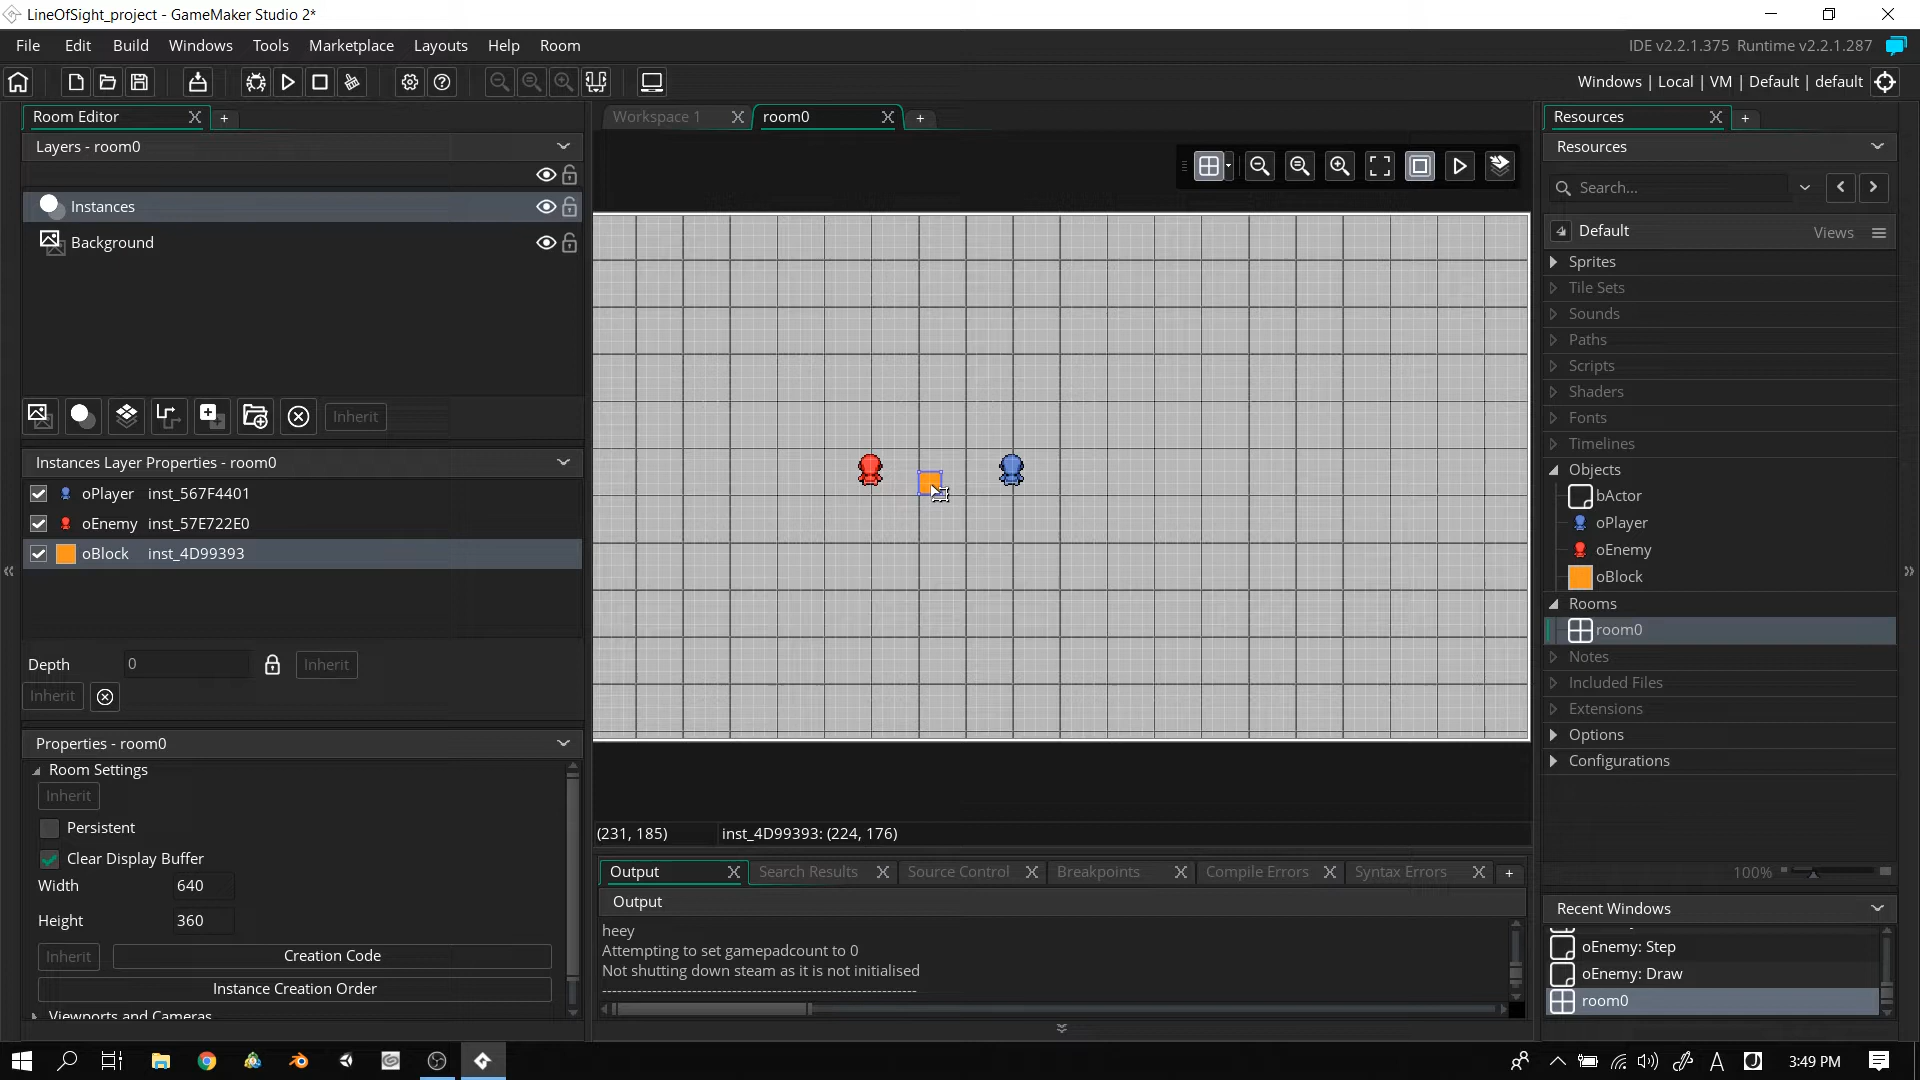 LineOfSight_project - GameMaker Studio 2*
File Edit Build Windows Tools Marketplace Layouts Help Room
IDE v2.2.1.375 Runtime v2.2.1.287
Windows | Local | VM | Default | default
Room Editor
Layers - room0
Instances
Background
Inherit
Instances Layer Properties - room0
oPlayer inst_567F4401
oEnemy inst_57E722E0
oBlock inst_4D99393
Depth 0 Inherit
Inherit
Properties - room0
Room Settings
Inherit
Persistent
Clear Display Buffer
Width 640
Height 360
Inherit Creation Code
Instance Creation Order
Viewports and Cameras
Workspace 1 room0
(231, 185) inst_4D99393: (224, 176)
Output Search Results Source Control Breakpoints Compile Errors Syntax Errors
Output
heey
Attempting to set gamepadcount to 0
Not shutting down steam as it is not initialised
Resources
Resources
Search...
Default Views
Sprites
Tile Sets
Sounds
Paths
Scripts
Shaders
Fonts
Timelines
Objects
bActor
oPlayer
oEnemy
oBlock
Rooms
room0
Notes
Included Files
Extensions
Options
Configurations
100%
Recent Windows
oEnemy: Step
oEnemy: Draw
room0
3:49 PM